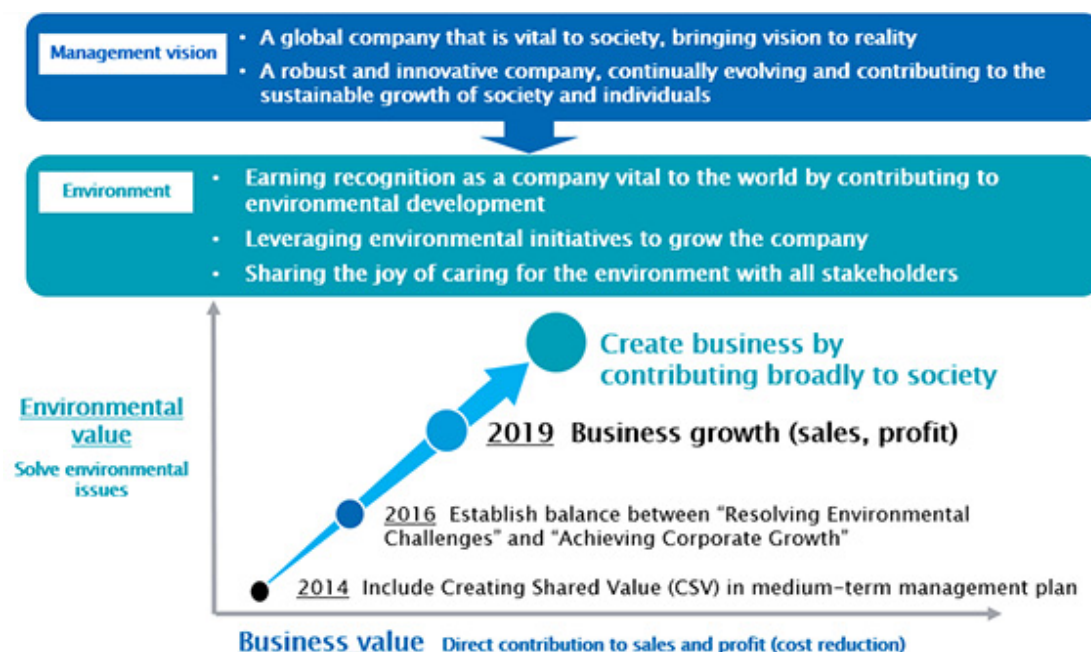 Management vision
• A global company that is vital to society, bringing vision to reality
• A robust and innovative company, continually evolving and contributing to the
sustainable growth of society and individuals
Environment
• Earning recognition as a company vital to the world by contributing to
environmental development
• Leveraging environmental initiatives to grow the company
• Sharing the joy of caring for the environment with all stakeholders
Create business by
contributing broadly to society
Environmental
value
Solve environmental
issues
2019 Business growth (sales, profit)
2016 Establish balance between “Resolving Environmental
Challenges” and “Achieving Corporate Growth”
2014 Include Creating Shared Value (CSV) in medium-term management plan
Business value Direct contribution to sales and profit (cost reduction)